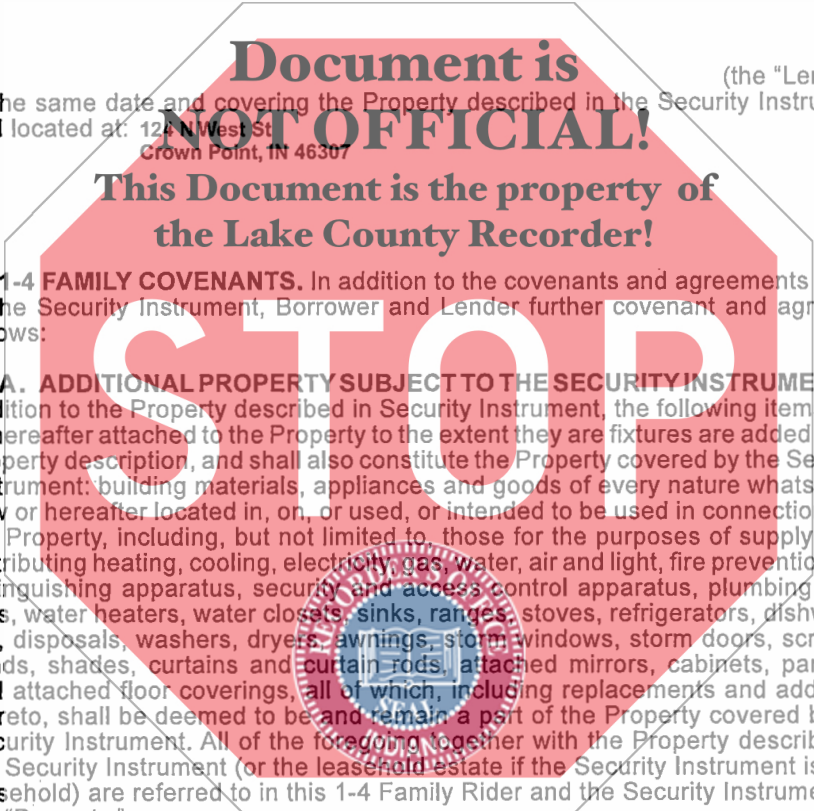 Document is
(the “Len
he same date and covering the Property described in the Security Instru
located at: 124 N West St
NOT OFFICIAL!
Crown Point, IN 46307
This Document is the property of
the Lake County Recorder!
1-4 FAMILY COVENANTS. In addition to the covenants and agreements
he Security Instrument, Borrower and Lender further covenant and agr
ows:
STOP
A. ADDITIONAL PROPERTY SUBJECT TO THE SECURITY INSTRUME
ition to the Property described in Security Instrument, the following item
hereafter attached to the Property to the extent they are fixtures are added
perty description, and shall also constitute the Property covered by the Se
trument: building materials, appliances and goods of every nature whats
or hereafter located in, on, or used, or intended to be used in connectio
Property, including, but not limited to, those for the purposes of supply
ributing heating, cooling, electricity, gas, water, air and light, fire preventio
inguishing apparatus, security and access control apparatus, plumbing
s, water heaters, water closets, sinks, ranges, stoves, refrigerators, dishw
, disposals, washers, dryers, awnings, storm windows, storm doors, scr
ds, shades, curtains and curtain rods, attached mirrors, cabinets, pan
attached floor coverings, all of which, including replacements and add
reto, shall be deemed to be and remain a part of the Property covered b
curity Instrument. All of the foregoing together with the Property describ
Security Instrument (or the leasehold estate if the Security Instrument is
sehold) are referred to in this 1-4 Family Rider and the Security Instrume
RECORDER'S OFFICE
SEAL
INDIANA